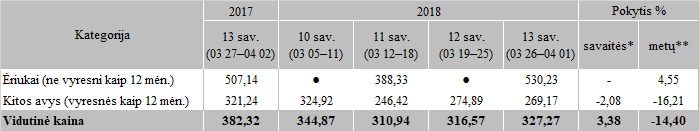 Kategorija 2017 2018 Pokytis %
13 sav. (03 27–04 02) 10 sav. (03 05–11) 11 sav. (03 12–18) 12 sav. (03 19–25) 13 sav. (03 26–04 01) savaitės* metų**
Ėriukai (ne vyresni kaip 12 mėn.) 507,14 ● 388,33 ● 530,23 - 4,55
Kitos avys (vyresnės kaip 12 mėn.) 321,24 324,92 246,42 274,89 269,17 -2,08 -16,21
Vidutinė kaina 382,32 344,87 310,94 316,57 327,27 3,38 -14,40